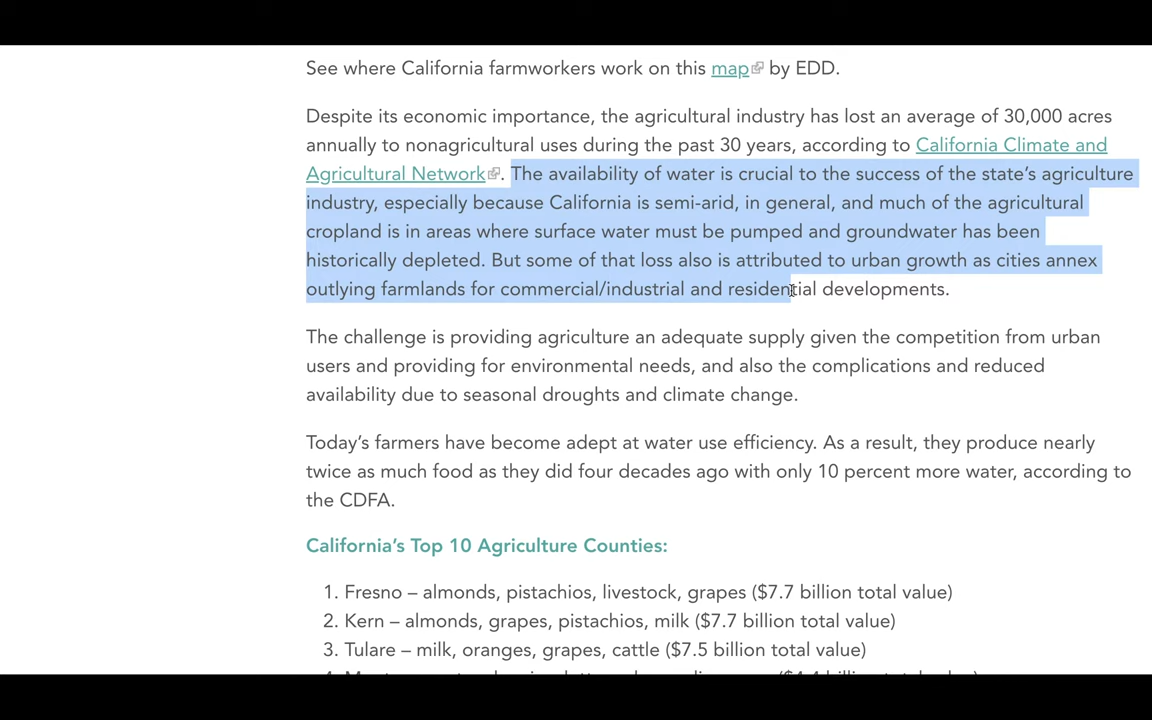 See where California farmworkers work on this map by EDD.
Despite its economic importance, the agricultural industry has lost an average of 30,000 acres
annually to nonagricultural uses during the past 30 years, according to California Climate and
Agricultural Network. The availability of water is crucial to the success of the state’s agriculture
industry, especially because California is semi-arid, in general, and much of the agricultural
cropland is in areas where surface water must be pumped and groundwater has been
historically depleted. But some of that loss also is attributed to urban growth as cities annex
outlying farmlands for commercial/industrial and residential developments.
The challenge is providing agriculture an adequate supply given the competition from urban
users and providing for environmental needs, and also the complications and reduced
availability due to seasonal droughts and climate change.
Today’s farmers have become adept at water use efficiency. As a result, they produce nearly
twice as much food as they did four decades ago with only 10 percent more water, according to
the CDFA.
California’s Top 10 Agriculture Counties:
1. Fresno – almonds, pistachios, livestock, grapes ($7.7 billion total value)
2. Kern – almonds, grapes, pistachios, milk ($7.7 billion total value)
3. Tulare – milk, oranges, grapes, cattle ($7.5 billion total value)